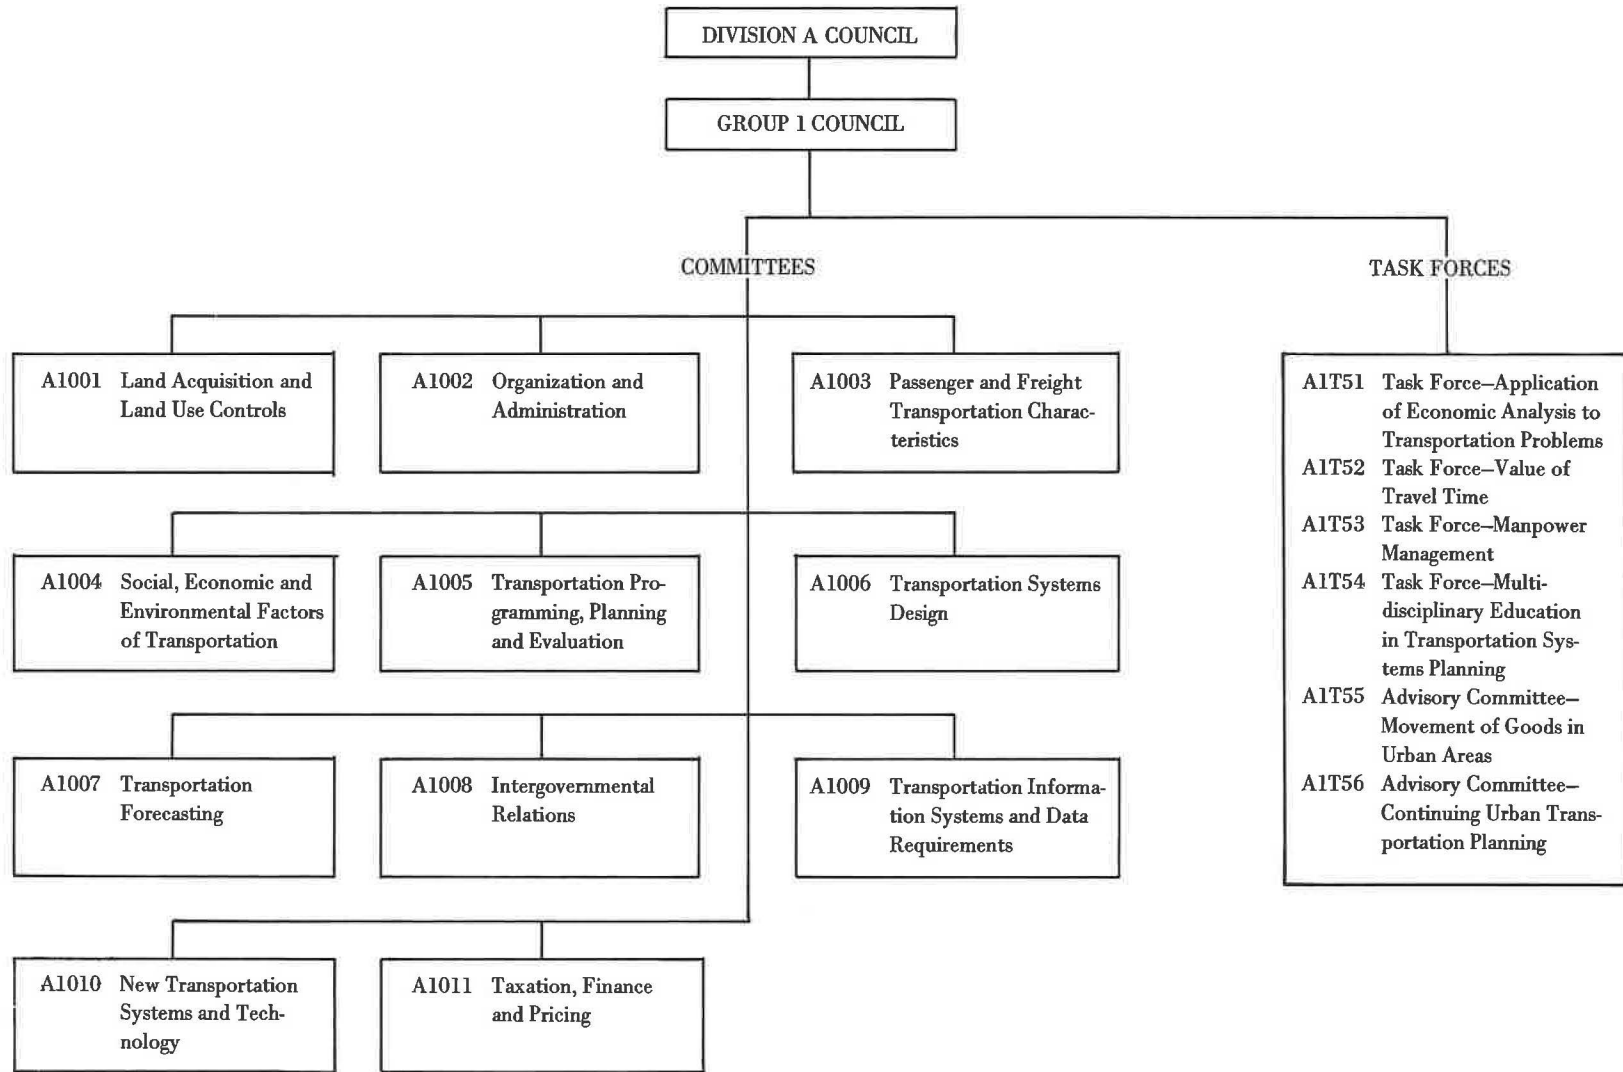 DIVISION A COUNCIL
GROUP 1 COUNCIL
COMMITTEES
TASK FORCES
A1001 Land Acquisition and
Land Use Controls
A1002 Organization and
Administration
A1003 Passenger and Freight
Transportation Charac-
teristics
A1004 Social, Economic and
Environmental Factors
of Transportation
A1005 Transportation Pro-
gramming, Planning
and Evaluation
A1006 Transportation Systems
Design
A1007 Transportation
Forecasting
A1008 Intergovernmental
Relations
A1009 Transportation Informa-
tion Systems and Data
Requirements
A1010 New Transportation
Systems and Tech-
nology
A1011 Taxation, Finance
and Pricing
A1T51 Task Force—Application
of Economic Analysis to
Transportation Problems
A1T52 Task Force—Value of
Travel Time
A1T53 Task Force—Manpower
Management
A1T54 Task Force—Multi-
disciplinary Education
in Transportation Sys-
tems Planning
A1T55 Advisory Committee—
Movement of Goods in
Urban Areas
A1T56 Advisory Committee—
Continuing Urban Trans-
portation Planning